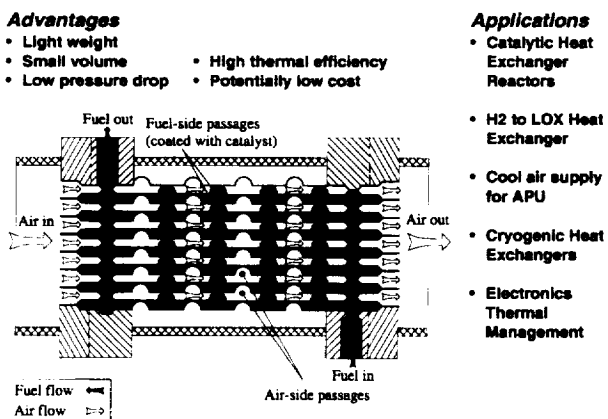 Advantages
• Light weight
• Small volume
• Low pressure drop
• High thermal efficiency
• Potentially low cost
Applications
• Catalytic Heat
Exchanger
Reactors
• H2 to LOX Heat
Exchanger
• Cool air supply
for APU
• Cryogenic Heat
Exchangers
• Electronics
Thermal
Management
Fuel out
Fuel-side passages
(coated with catalyst)
Air in
Air out
Fuel in
Air-side passages
Fuel flow
Air flow